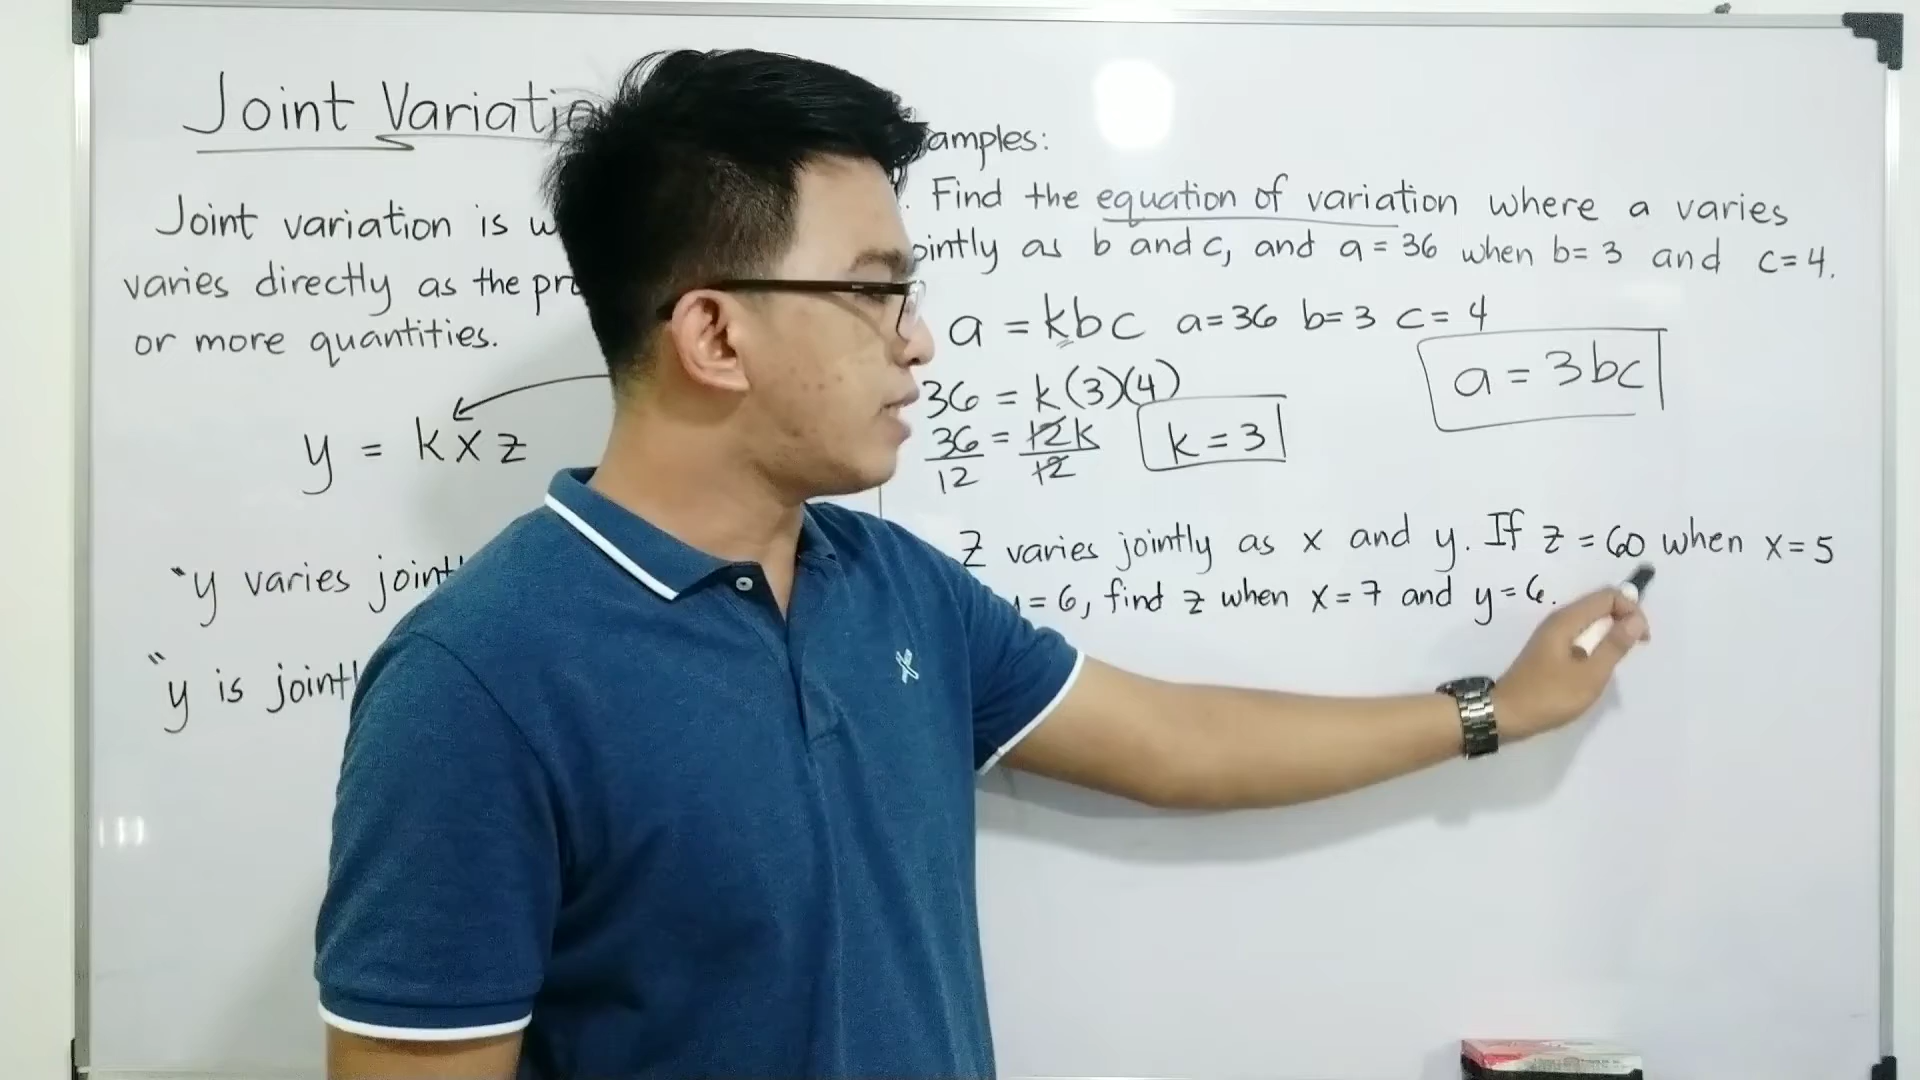 Joint Variatio
Joint variation is w
varies directly as the pro
or more quantities.
y = kxz
"y varies jointl
"y is jointl
amples:
. Find the equation of variation where a varies
ointly as b and c, and a = 36 when b= 3 and c=4.
a = kbc a=36 b=3 c= 4
36 = k(3)(4)
36/12 = 12k/12
k = 3
a = 3bc
Z varies jointly as x and y. If z = 60 when x=5
= 6, find z when x=7 and y=6.